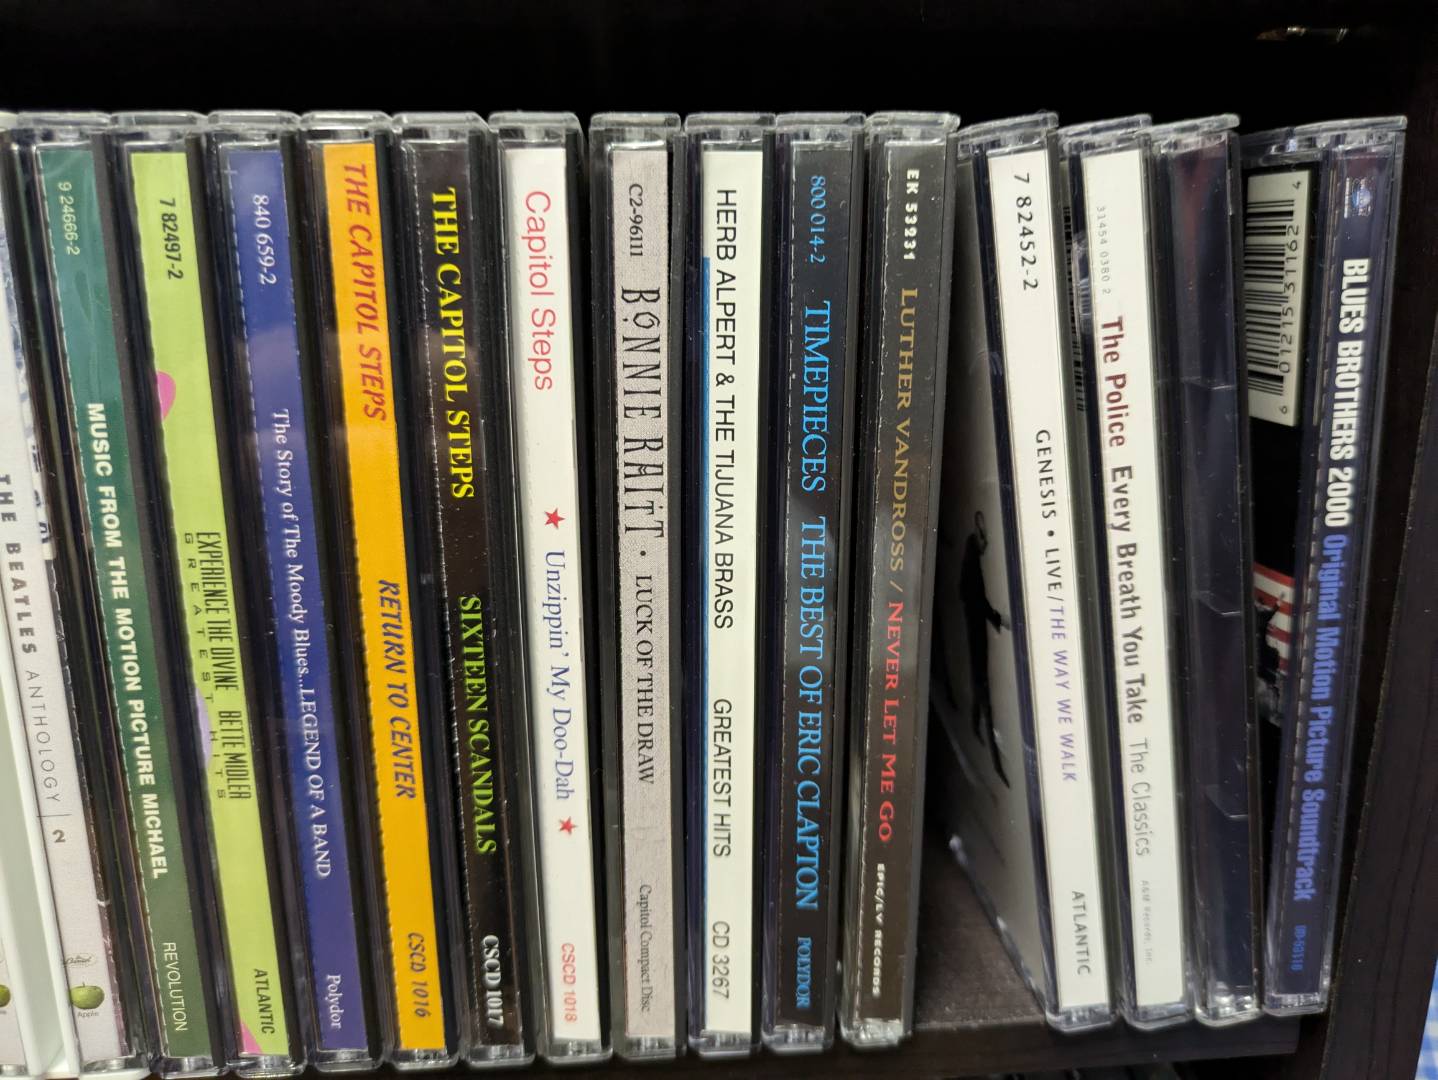 THE BEATLES ANTHOLOGY 2
Apple
9 24666-2
MUSIC FROM THE MOTION PICTURE MICHAEL
REVOLUTION
7 82497-2
EXPERIENCE THE DIVINE BETTE MIDLER
GREATEST HITS
ATLANTIC
840 659-2
The Story of The Moody Blues...LEGEND OF A BAND
Polydor
THE CAPITOL STEPS
RETURN TO CENTER
CSCD 1016
THE CAPITOL STEPS
SIXTEEN SCANDALS
CSCD 1017
Capitol Steps
★ Unzippin' My Doo-Dah ★
CSCD 1018
C2-96111
BONNIE RAITT · LUCK OF THE DRAW
Capitol Compact Disc
HERB ALPERT & THE TIJUANA BRASS
GREATEST HITS
CD 3267
800 014-2
TIMEPIECES THE BEST OF ERIC CLAPTON
POLYDOR
EK 53231
LUTHER VANDROSS / NEVER LET ME GO
EPIC/LV RECORDS
7 82452-2
GENESIS • LIVE/THE WAY WE WALK
ATLANTIC
31454 0380 2
The Police Every Breath You Take The Classics
A&M Records, Inc.
BLUES BROTHERS 2000 Original Motion Picture Soundtrack